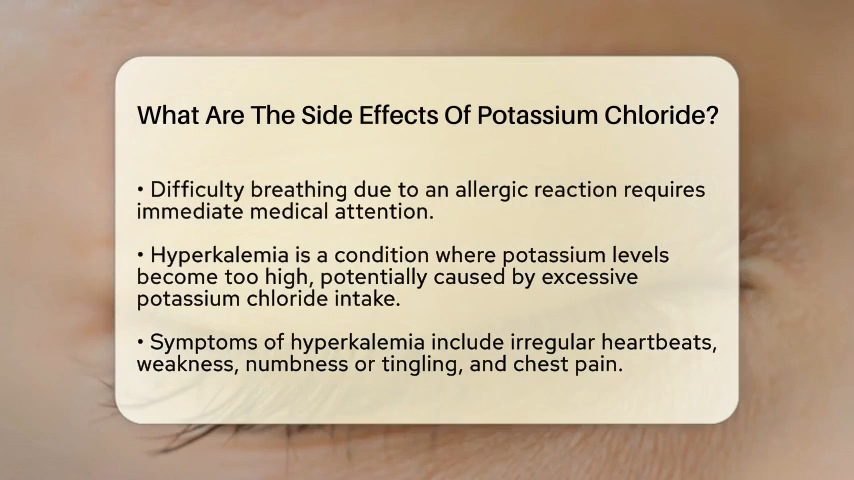 What Are The Side Effects Of Potassium Chloride?
• Difficulty breathing due to an allergic reaction requires
immediate medical attention.
• Hyperkalemia is a condition where potassium levels
become too high, potentially caused by excessive
potassium chloride intake.
• Symptoms of hyperkalemia include irregular heartbeats,
weakness, numbness or tingling, and chest pain.